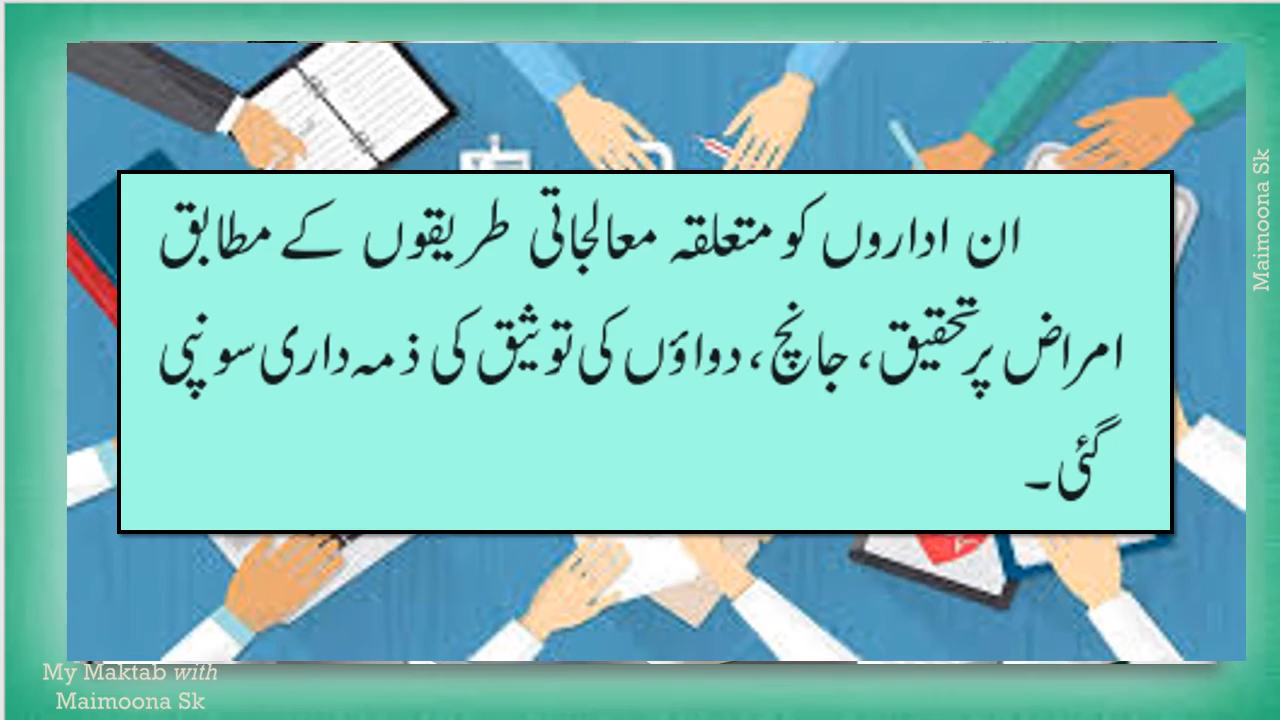 ان اداروں کو متعلقہ معالجاتی طریقوں کے مطابق
امراض پر تحقیق، جانچ، دواؤں کی توثیق کی ذمہ داری سونپی
گئی۔
Maimoona Sk
My Maktab with
Maimoona Sk